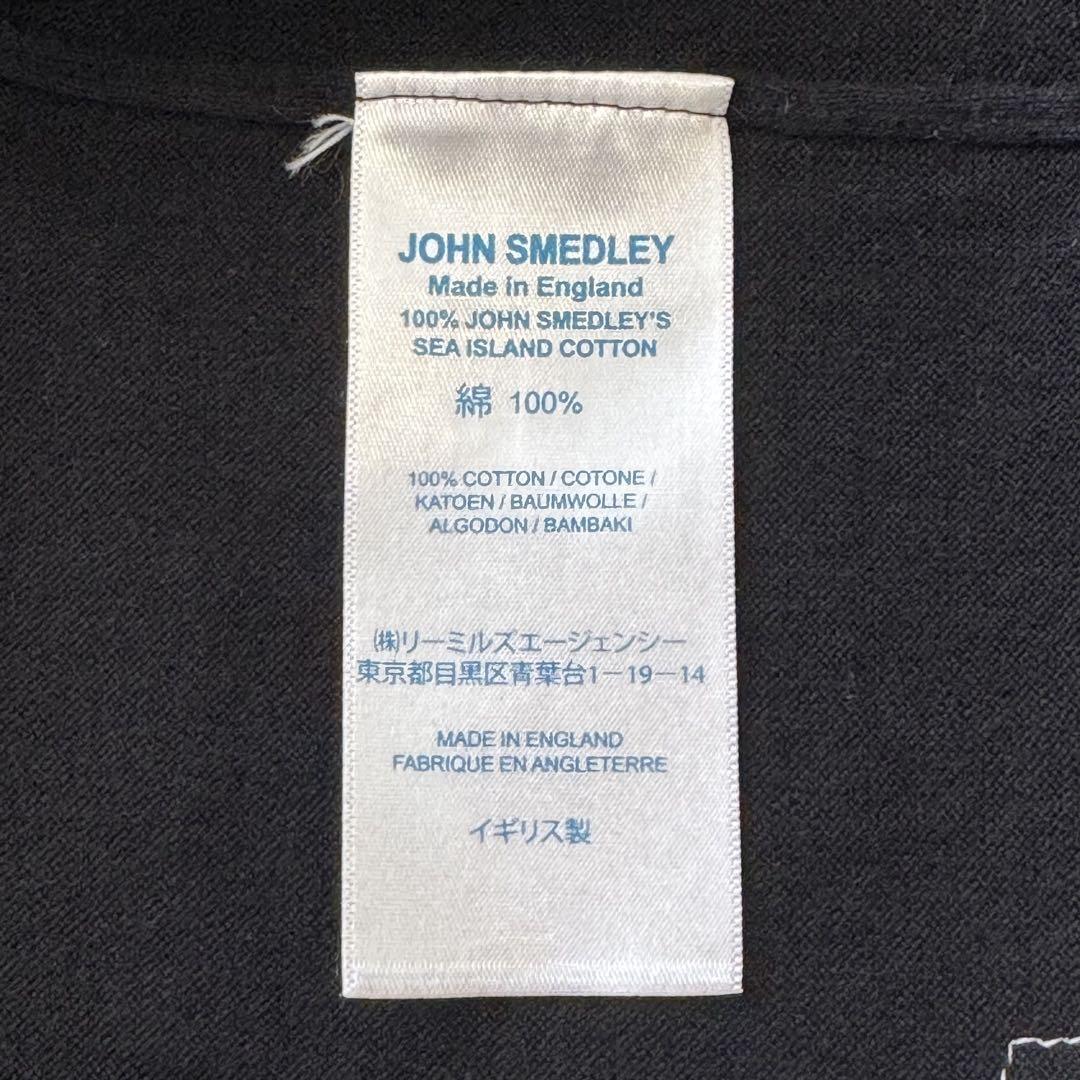 JOHN SMEDLEY
Made in England
100% JOHN SMEDLEY'S
SEA ISLAND COTTON
綿 100%
100% COTTON / COTONE /
KATOEN / BAUMWOLLE /
ALGODON / BAMBAKI
㈱リーミルズエージェンシー
東京都目黒区青葉台1－19－14
MADE IN ENGLAND
FABRIQUE EN ANGLETERRE
イギリス製